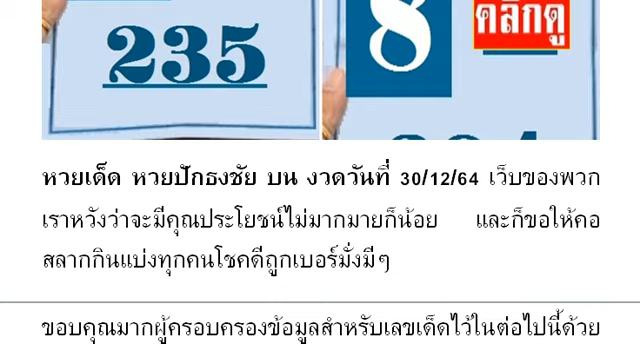 235
8
คลิกดู
หวยเด็ด หวยปักธงชัย บน งวดวันที่ 30/12/64 เว็บของพวก
เราหวังว่าจะมีคุณประโยชน์ไม่มากมายก็น้อย และก็ขอให้คอ
สลากกินแบ่งทุกคนโชคดีถูกเบอร์มั่งมีๆ
ขอบคุณมากผู้ครอบครองข้อมูลสำหรับเลขเด็ดไว้ในต่อไปนี้ด้วย